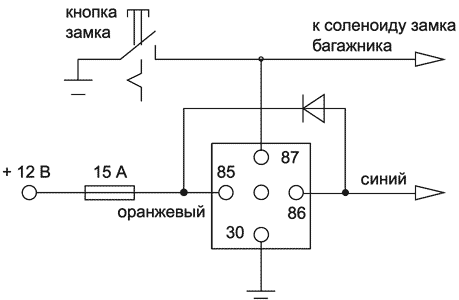 кнопка
замка
к соленоиду замка
багажника
+ 12 В
15 А
85
87
86
30
оранжевый
синий